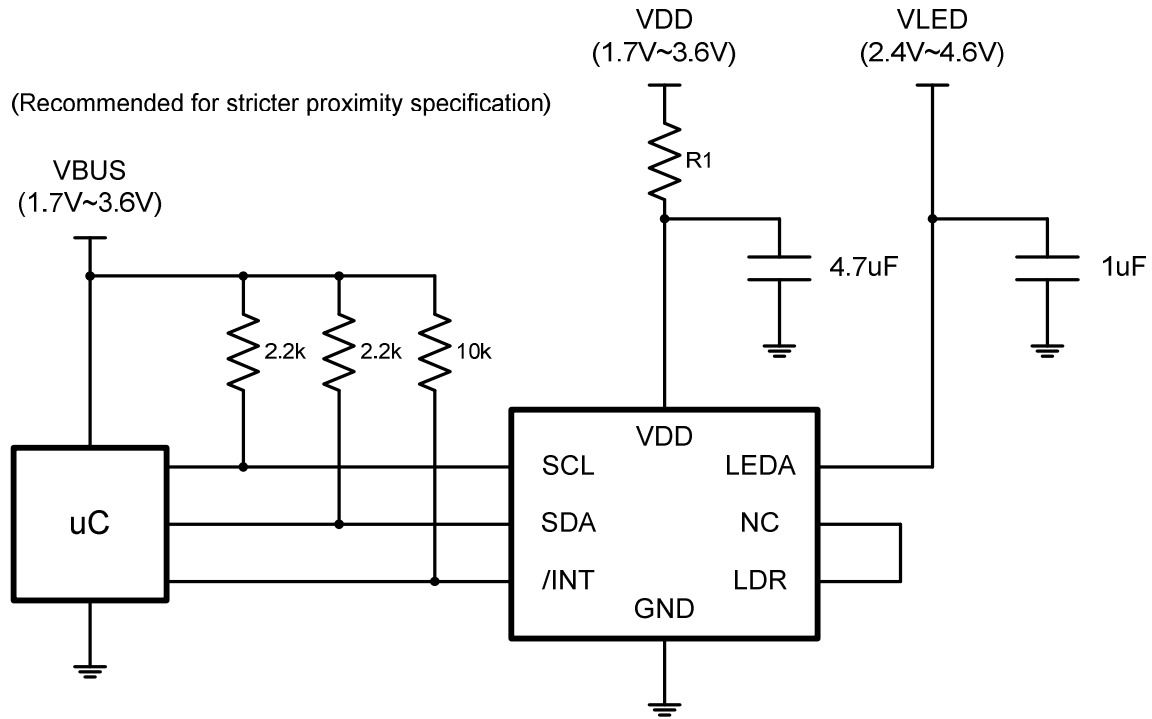 VDD
(1.7V~3.6V)
VLED
(2.4V~4.6V)
(Recommended for stricter proximity specification)
VBUS
(1.7V~3.6V)
R1
4.7uF
1uF
2.2k
2.2k
10k
VDD
SCL
LEDA
uC
SDA
NC
/INT
LDR
GND